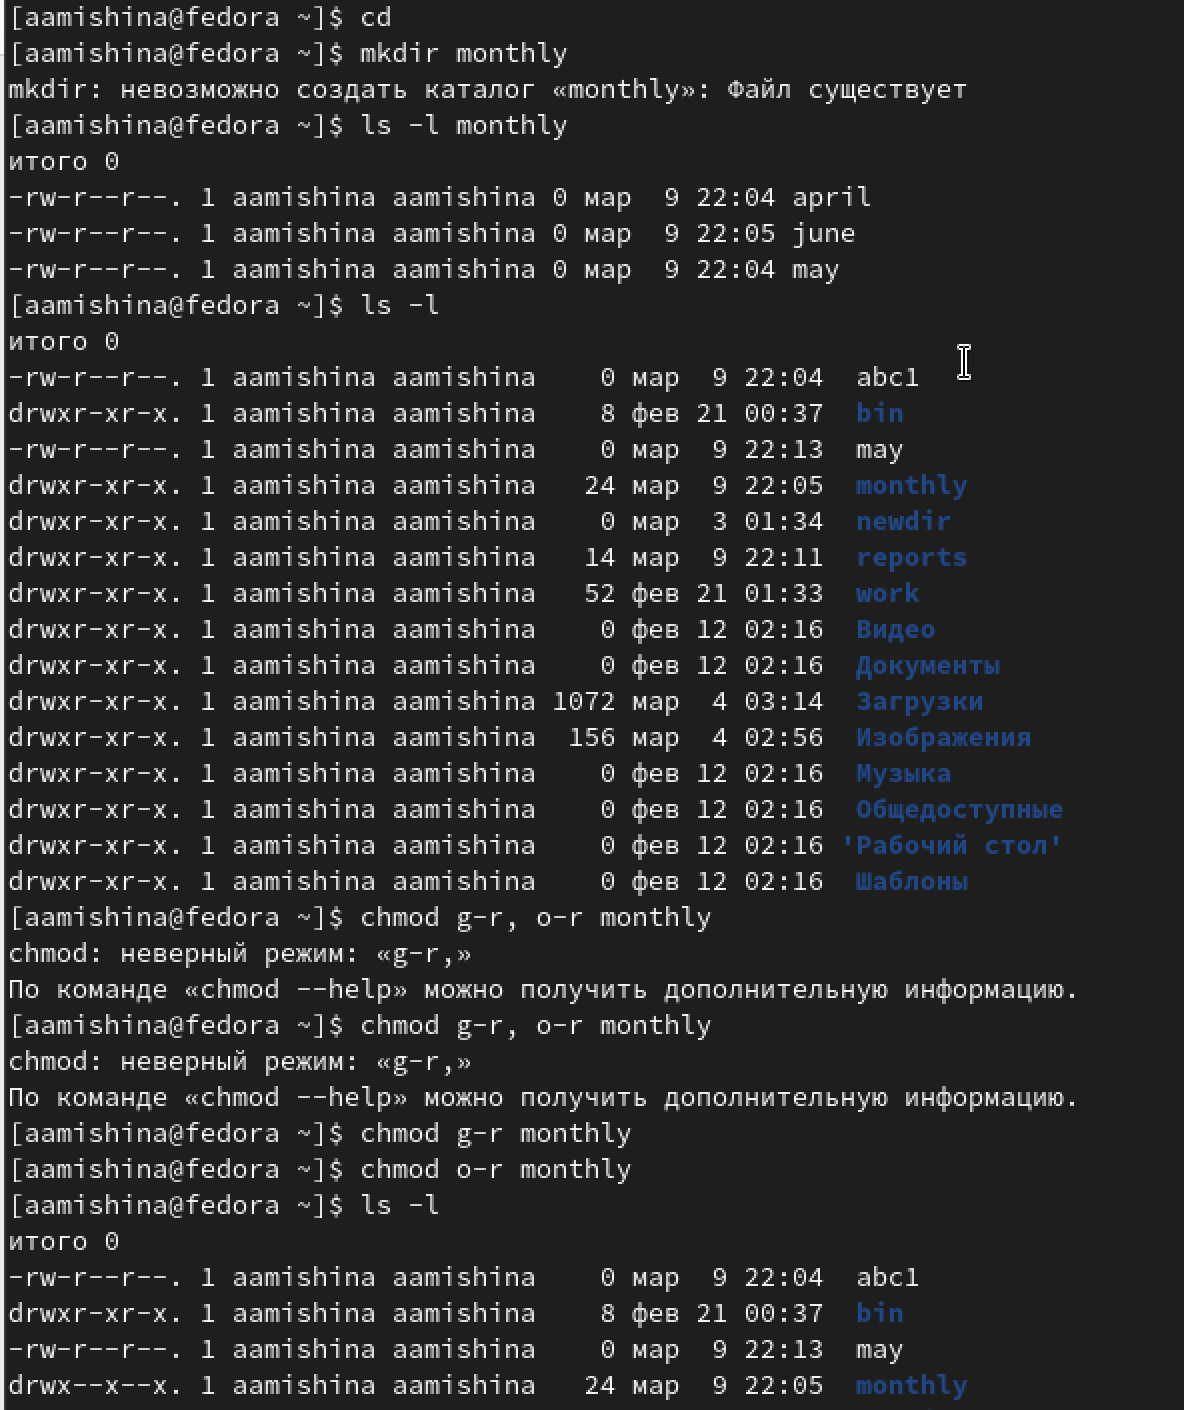 [aamishina@fedora ~]$ cd
[aamishina@fedora ~]$ mkdir monthly
mkdir: невозможно создать каталог «monthly»: Файл существует
[aamishina@fedora ~]$ ls -l monthly
итого 0
-rw-r--r--. 1 aamishina aamishina 0 мар  9 22:04 april
-rw-r--r--. 1 aamishina aamishina 0 мар  9 22:05 june
-rw-r--r--. 1 aamishina aamishina 0 мар  9 22:04 may
[aamishina@fedora ~]$ ls -l
итого 0
-rw-r--r--. 1 aamishina aamishina    0 мар  9 22:04  abc1
drwxr-xr-x. 1 aamishina aamishina    8 фев 21 00:37  bin
-rw-r--r--. 1 aamishina aamishina    0 мар  9 22:13  may
drwxr-xr-x. 1 aamishina aamishina   24 мар  9 22:05  monthly
drwxr-xr-x. 1 aamishina aamishina    0 мар  3 01:34  newdir
drwxr-xr-x. 1 aamishina aamishina   14 мар  9 22:11  reports
drwxr-xr-x. 1 aamishina aamishina   52 фев 21 01:33  work
drwxr-xr-x. 1 aamishina aamishina    0 фев 12 02:16  Видео
drwxr-xr-x. 1 aamishina aamishina    0 фев 12 02:16  Документы
drwxr-xr-x. 1 aamishina aamishina 1072 мар  4 03:14  Загрузки
drwxr-xr-x. 1 aamishina aamishina  156 мар  4 02:56  Изображения
drwxr-xr-x. 1 aamishina aamishina    0 фев 12 02:16  Музыка
drwxr-xr-x. 1 aamishina aamishina    0 фев 12 02:16  Общедоступные
drwxr-xr-x. 1 aamishina aamishina    0 фев 12 02:16 'Рабочий стол'
drwxr-xr-x. 1 aamishina aamishina    0 фев 12 02:16  Шаблоны
[aamishina@fedora ~]$ chmod g-r, o-r monthly
chmod: неверный режим: «g-r,»
По команде «chmod --help» можно получить дополнительную информацию.
[aamishina@fedora ~]$ chmod g-r, o-r monthly
chmod: неверный режим: «g-r,»
По команде «chmod --help» можно получить дополнительную информацию.
[aamishina@fedora ~]$ chmod g-r monthly
[aamishina@fedora ~]$ chmod o-r monthly
[aamishina@fedora ~]$ ls -l
итого 0
-rw-r--r--. 1 aamishina aamishina    0 мар  9 22:04  abc1
drwxr-xr-x. 1 aamishina aamishina    8 фев 21 00:37  bin
-rw-r--r--. 1 aamishina aamishina    0 мар  9 22:13  may
drwx--x--x. 1 aamishina aamishina   24 мар  9 22:05  monthly